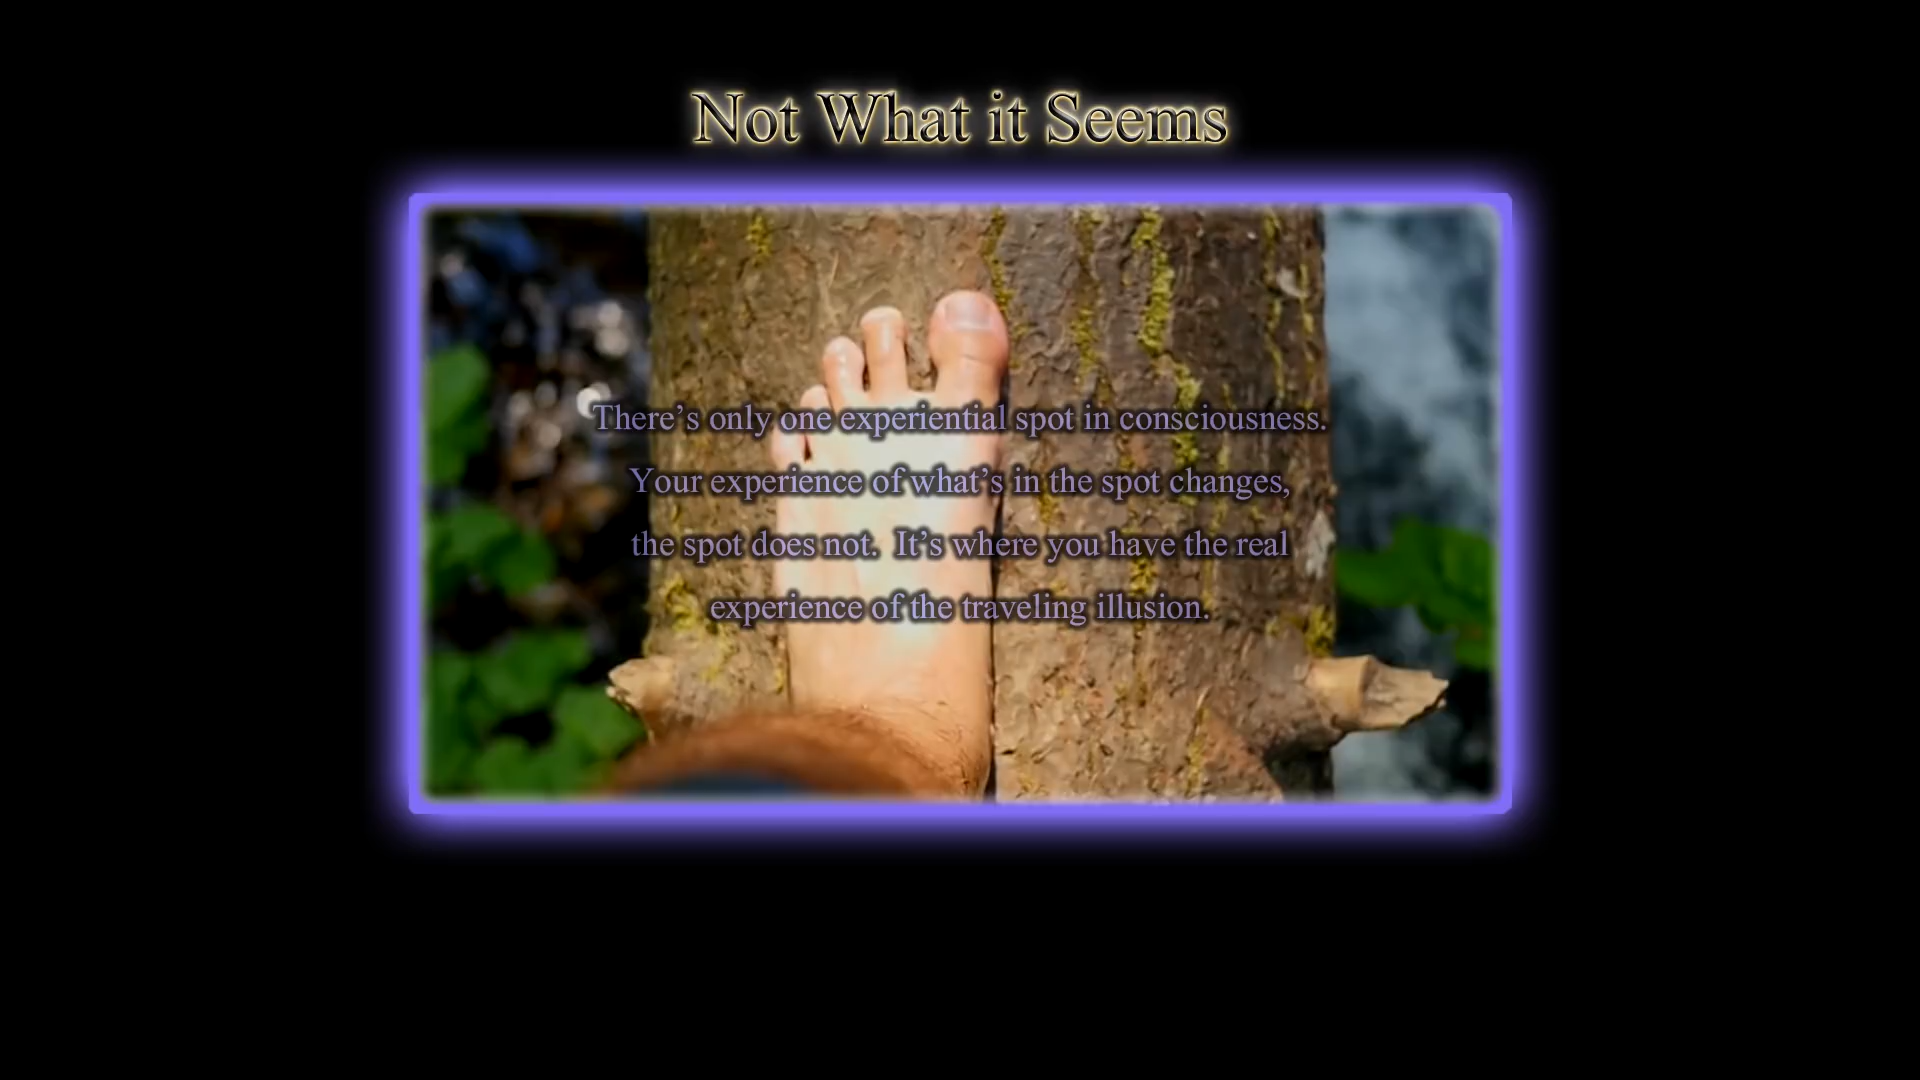 Not What it Seems
There’s only one experiential spot in consciousness.
Your experience of what’s in the spot changes,
the spot does not.  It’s where you have the real
experience of the traveling illusion.